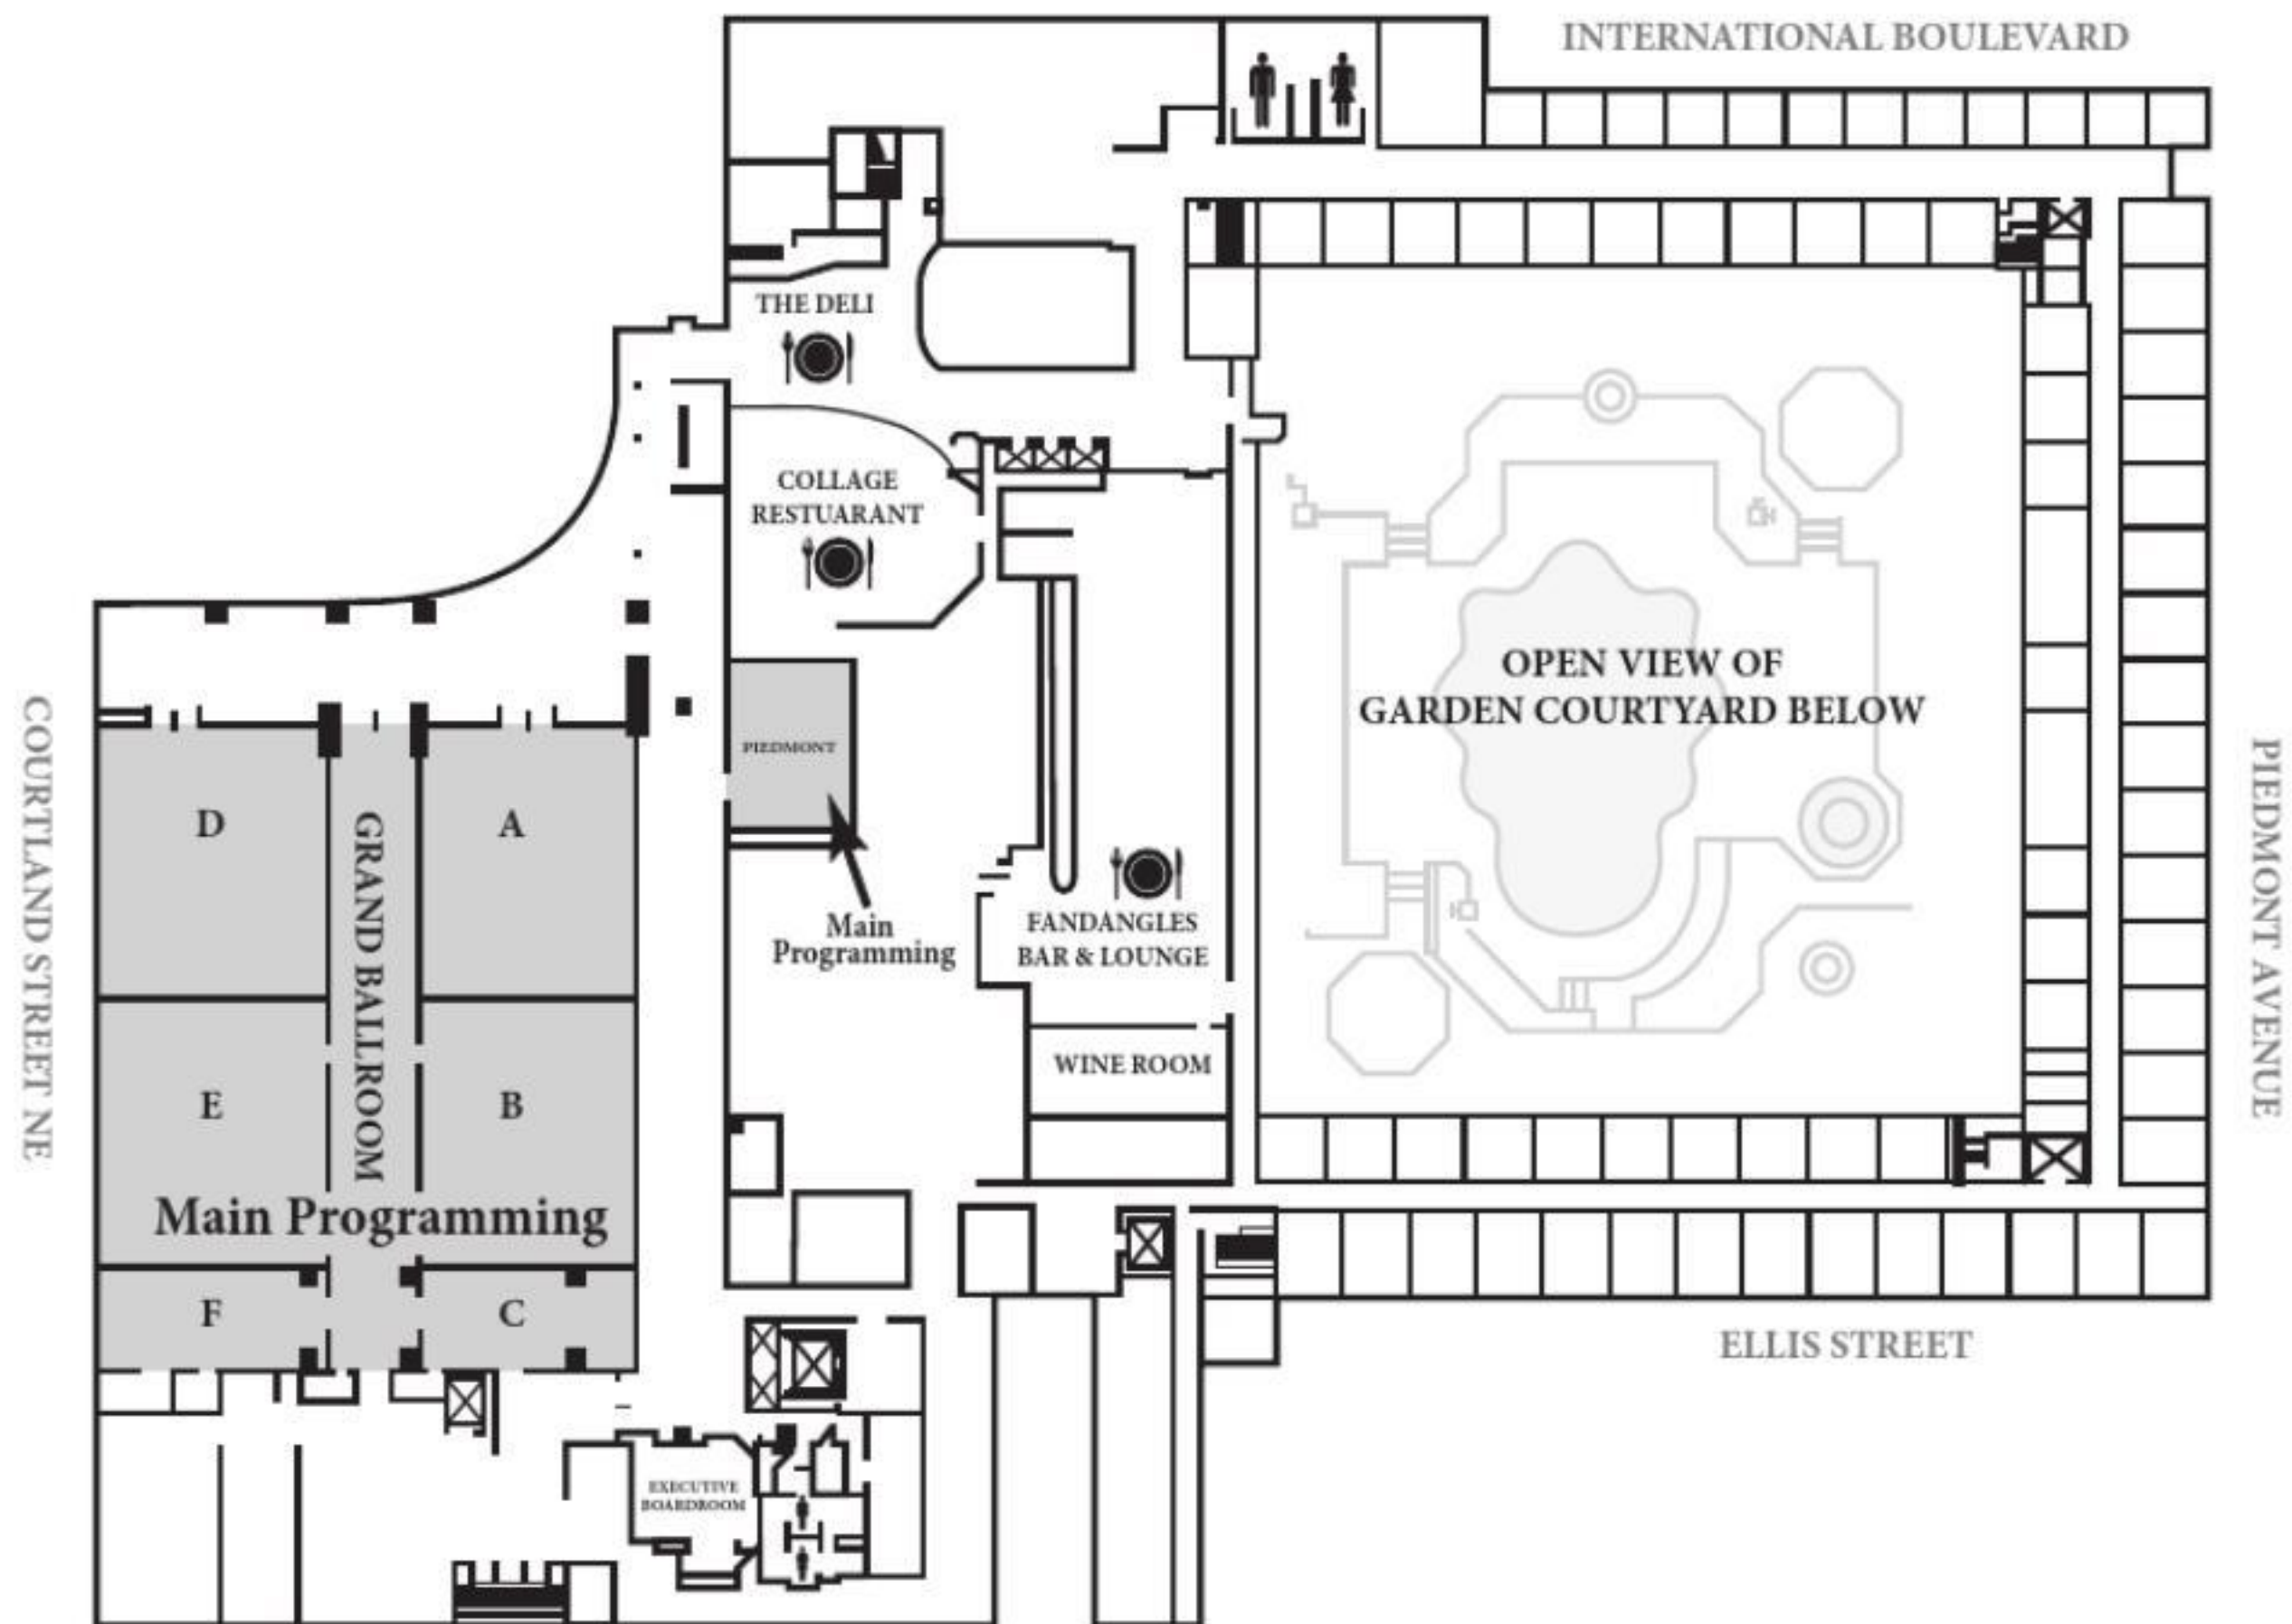 INTERNATIONAL BOULEVARD
THE DELI
COLLAGE
RESTUARANT
OPEN VIEW OF
GARDEN COURTYARD BELOW
PIEDMONT
COURTLAND STREET NE
PIEDMONT AVENUE
D
GRAND BALLROOM
A
Main
Programming
FANDANGLES
BAR & LOUNGE
WINE ROOM
E
B
Main Programming
F
C
ELLIS STREET
EXECUTIVE
BOARDROOM